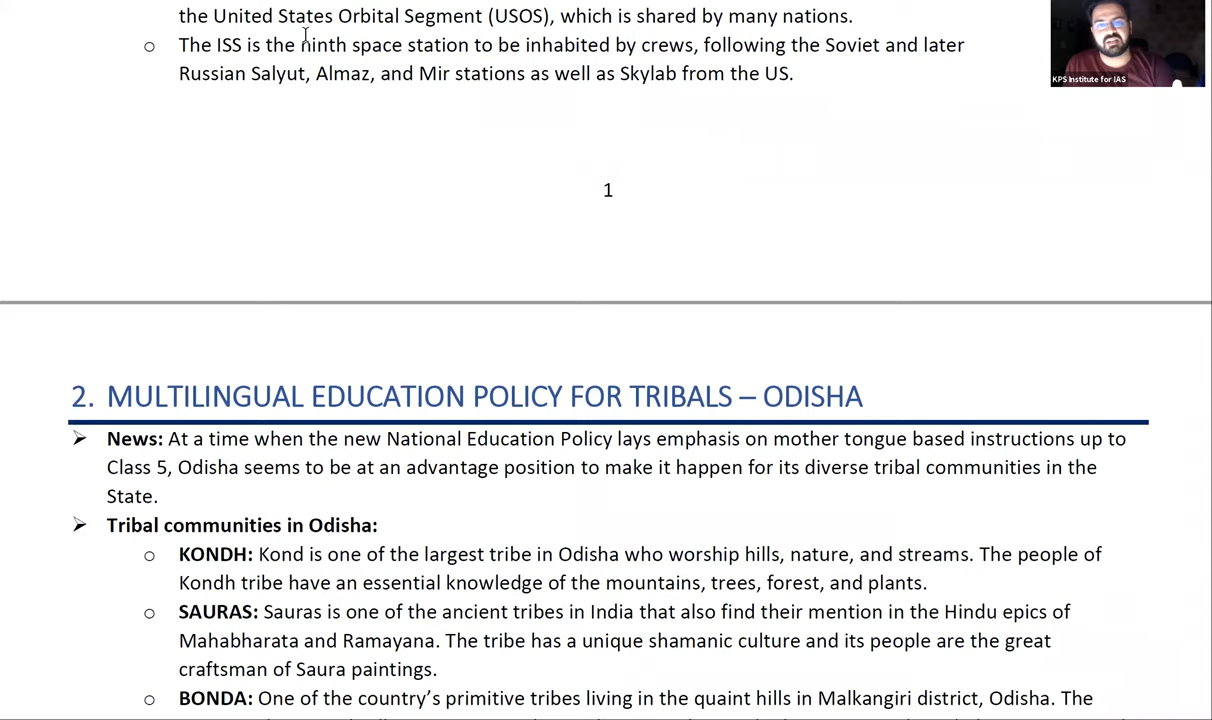 the United States Orbital Segment (USOS), which is shared by many nations.
o The ISS is the ninth space station to be inhabited by crews, following the Soviet and later
Russian Salyut, Almaz, and Mir stations as well as Skylab from the US.
KPS Institute for IAS
1
2. MULTILINGUAL EDUCATION POLICY FOR TRIBALS – ODISHA
➢ News: At a time when the new National Education Policy lays emphasis on mother tongue based instructions up to
Class 5, Odisha seems to be at an advantage position to make it happen for its diverse tribal communities in the
State.
➢ Tribal communities in Odisha:
o KONDH: Kond is one of the largest tribe in Odisha who worship hills, nature, and streams. The people of
Kondh tribe have an essential knowledge of the mountains, trees, forest, and plants.
o SAURAS: Sauras is one of the ancient tribes in India that also find their mention in the Hindu epics of
Mahabharata and Ramayana. The tribe has a unique shamanic culture and its people are the great
craftsman of Saura paintings.
o BONDA: One of the country's primitive tribes living in the quaint hills in Malkangiri district, Odisha. The